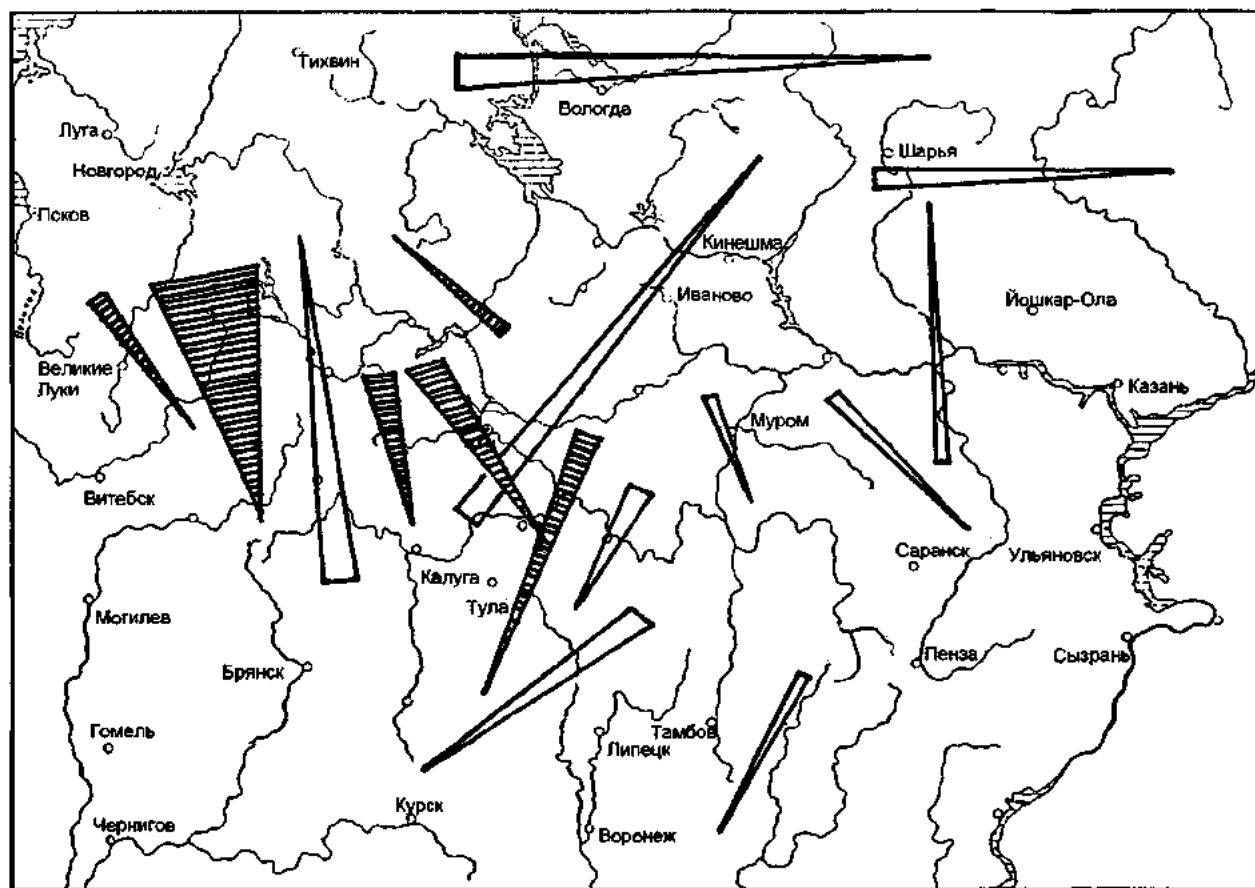 Тихвин
Вологда
Луга
Шарья
Новгород
Псков
Кинешма
Иваново
Йошкар-Ола
Великие
Луки
Казань
Муром
Витебск
Саранск
Ульяновск
Калуга
Тула
Могилев
Брянск
Пенза
Сызрань
Гомель
Тамбов
Липецк
Курск
Чернигов
Воронеж